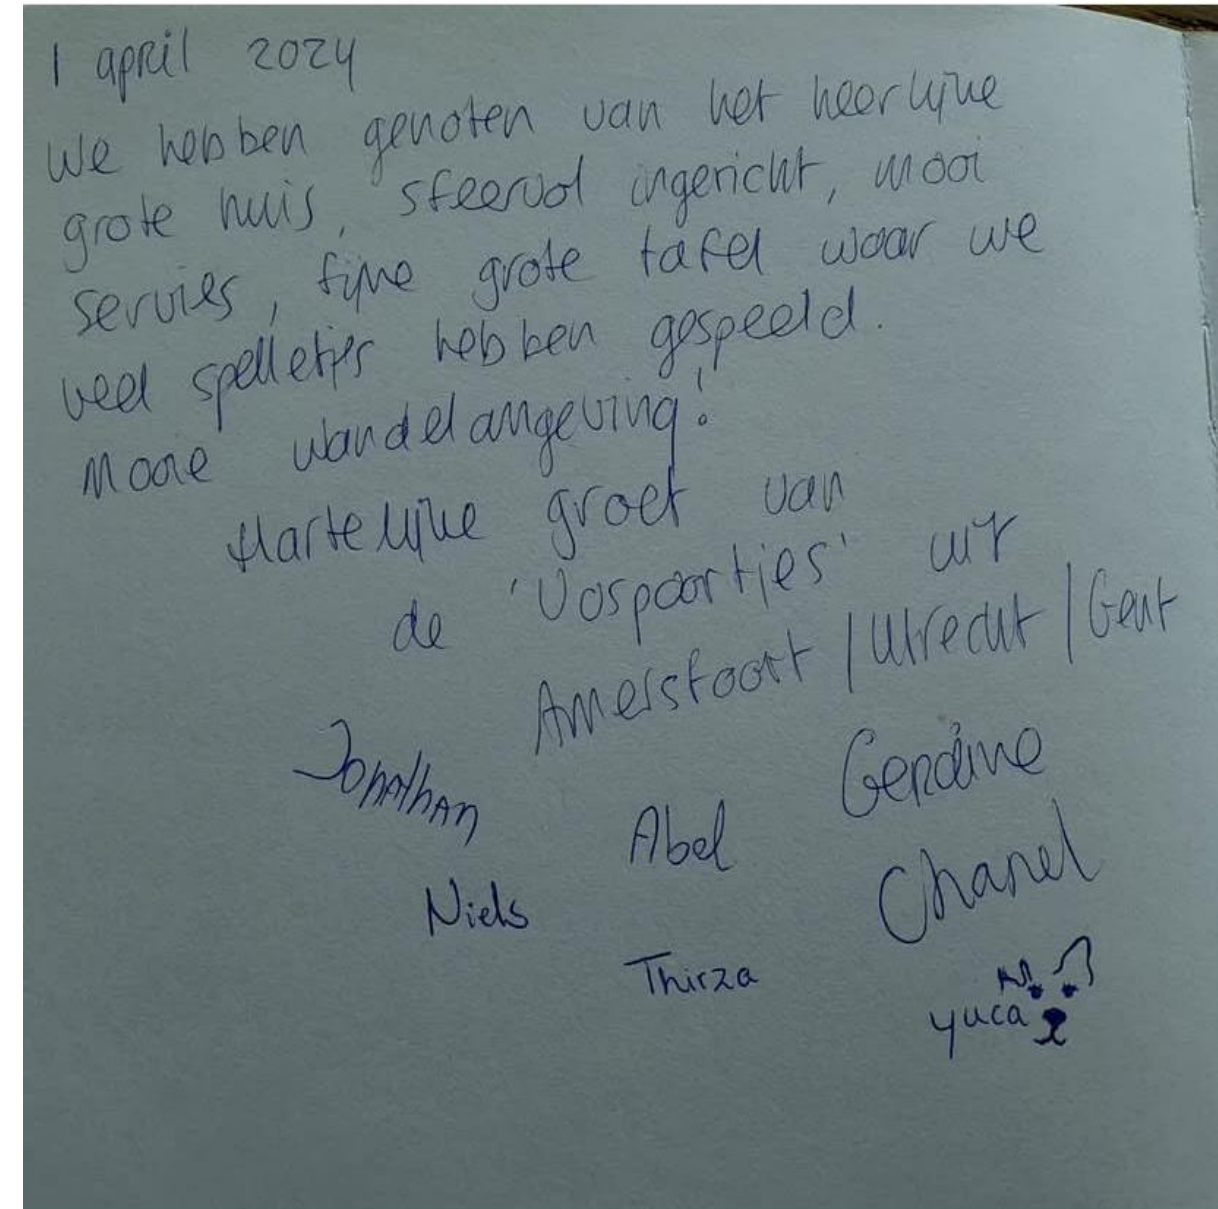 1 april 2024
We hebben genoten van het heerlijke
grote huis, sfeervol ingericht, mooi
servies, fijne grote tafel waar we
veel spelletjes hebben gespeeld.
Mooie wandelomgeving!
Hartelijke groet van
de 'Vospoortjes' uit
Amersfoort / Utrecht / Gent
Jonathan Abel Gerdine
Niels Chanel
Thirza
yuca